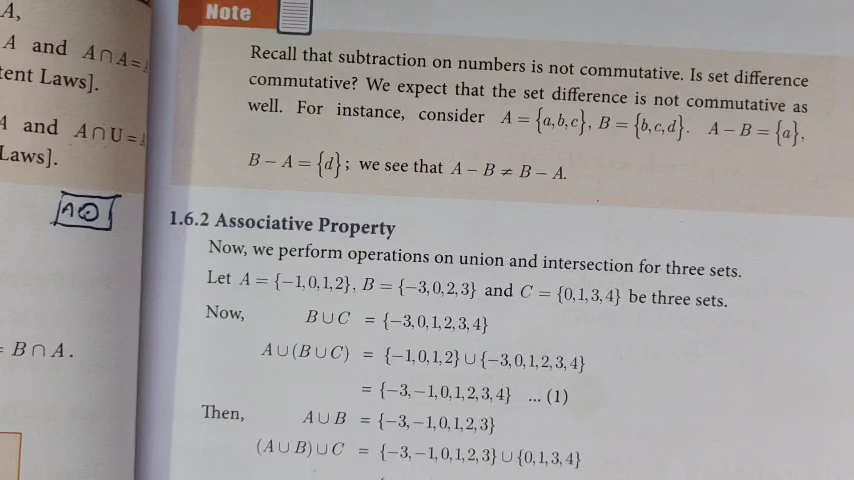 A,
A and A∩A=
tent Laws].
A and A∩U=
Laws].
= B∩A.
Note
Recall that subtraction on numbers is not commutative. Is set difference
commutative? We expect that the set difference is not commutative as
well. For instance, consider A = {a,b,c}, B = {b,c,d}. A − B = {a},
B − A = {d}; we see that A − B ≠ B − A.
1.6.2 Associative Property
Now, we perform operations on union and intersection for three sets.
Let A = {−1,0,1,2}, B = {−3,0,2,3} and C = {0,1,3,4} be three sets.
Now, B∪C = {−3,0,1,2,3,4}
A∪(B∪C) = {−1,0,1,2}∪{−3,0,1,2,3,4}
= {−3,−1,0,1,2,3,4} ... (1)
Then, A∪B = {−3,−1,0,1,2,3}
(A∪B)∪C = {−3,−1,0,1,2,3}∪{0,1,3,4}